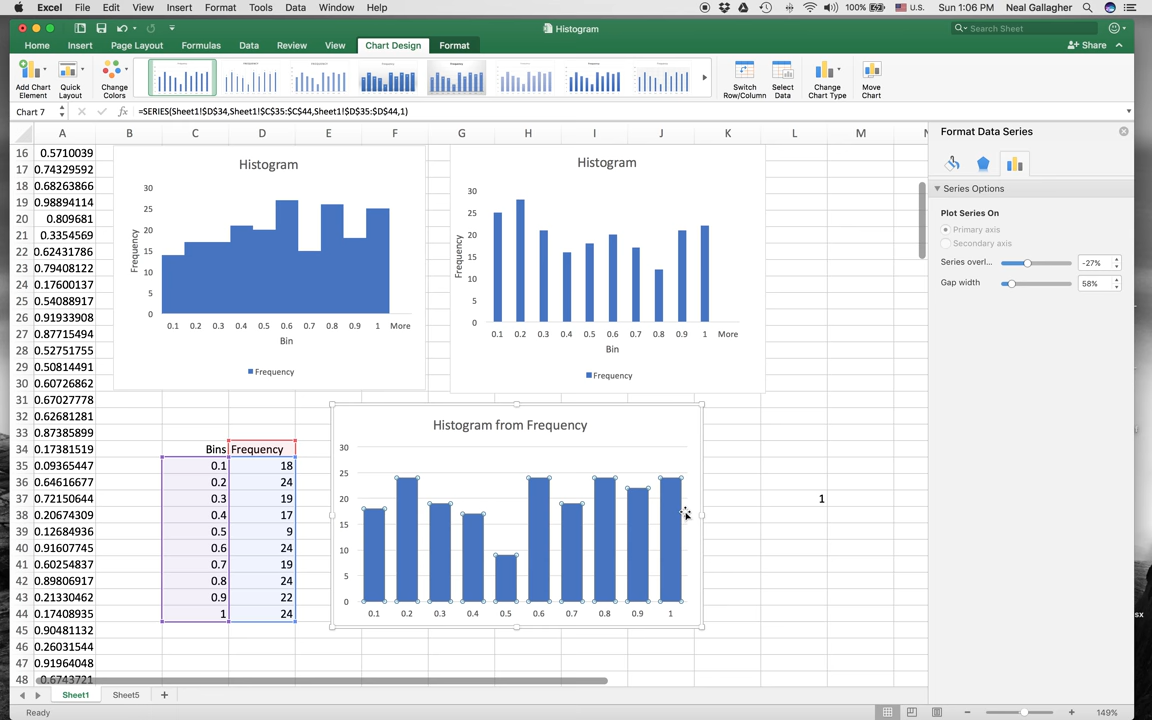 Excel File Edit View Insert Format Tools Data Window Help 100% U.S. Sun 1:06 PM Neal Gallagher
Histogram
Search Sheet
Home Insert Page Layout Formulas Data Review View Chart Design Format
Share
Add Chart Element
Quick Layout
Change Colors
Switch Row/Column
Select Data
Change Chart Type
Move Chart
Chart 7 fx =SERIES(Sheet1!$D$34,Sheet1!$C$35:$C$44,Sheet1!$D$35:$D$44,1)
A B C D E F G H I J K L M N
16 0.5710039
17 0.74329592
18 0.68263866
19 0.98894114
20 0.809681
21 0.3354569
22 0.62431786
23 0.79408122
24 0.17600137
25 0.54088917
26 0.91933908
27 0.87715494
28 0.52751755
29 0.50814491
30 0.60726862
31 0.67027778
32 0.62681281
33 0.87385899
34 0.17381519 Bins Frequency
35 0.09365447 0.1 18
36 0.64616677 0.2 24
37 0.72150644 0.3 19 1
38 0.20674309 0.4 17
39 0.12684936 0.5 9
40 0.91607745 0.6 24
41 0.60254837 0.7 19
42 0.89806917 0.8 24
43 0.21330462 0.9 22
44 0.17408935 1 24
45 0.90481132
46 0.26031544
47 0.91964048
48 0.6743721
Histogram
30
25
20
15
10
5
0
Frequency
0.1 0.2 0.3 0.4 0.5 0.6 0.7 0.8 0.9 1 More
Bin
Frequency
Histogram
30
25
20
15
10
5
0
Frequency
0.1 0.2 0.3 0.4 0.5 0.6 0.7 0.8 0.9 1 More
Bin
Frequency
Histogram from Frequency
30
25
20
15
10
5
0
0.1 0.2 0.3 0.4 0.5 0.6 0.7 0.8 0.9 1
Format Data Series
Series Options
Plot Series On
Primary axis
Secondary axis
Series overl... -27%
Gap width 58%
sx
Sheet1 Sheet5 +
Ready
149%